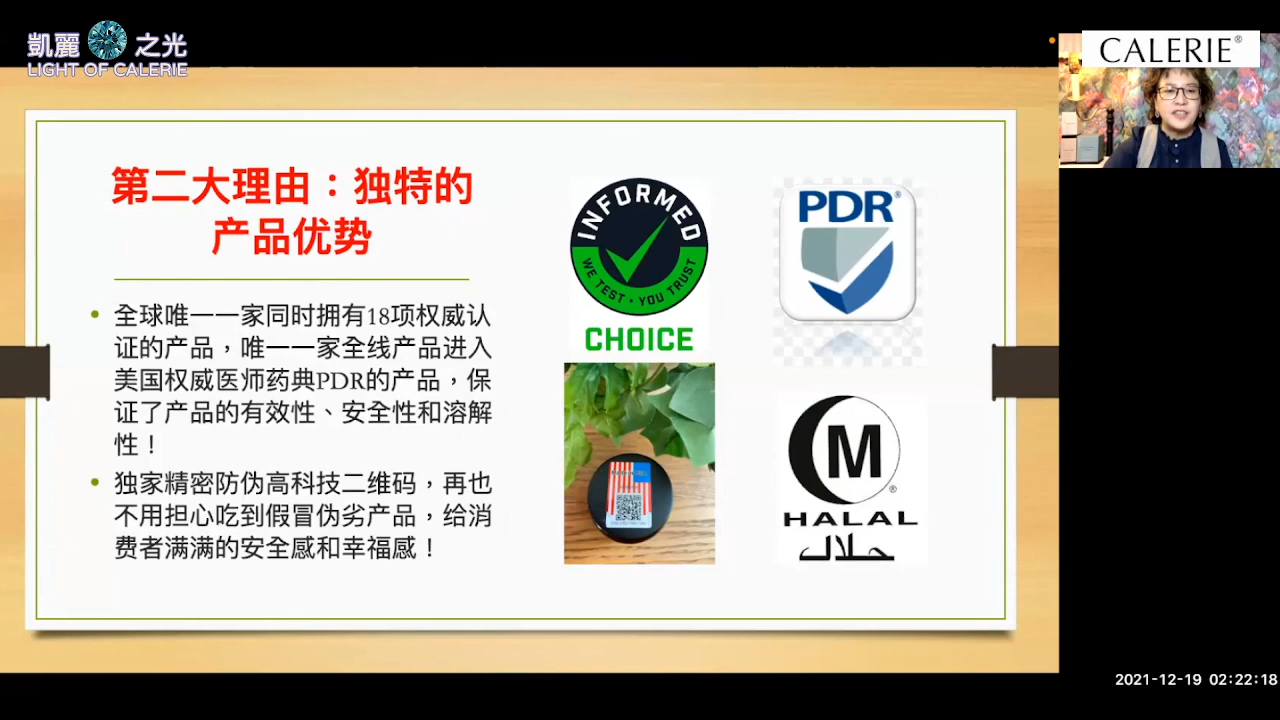 凱麗 之光
LIGHT OF CALERIE
CALERIE®
第二大理由：独特的
产品优势
• 全球唯一一家同时拥有18项权威认
证的产品，唯一一家全线产品进入
美国权威医师药典PDR的产品，保
证了产品的有效性、安全性和溶解
性！
• 独家精密防伪高科技二维码，再也
不用担心吃到假冒伪劣产品，给消
费者满满的安全感和幸福感！
INFORMED
WE TEST • YOU TRUST
CHOICE
PDR®
M®
HALAL
حلال
2021-12-19 02:22:18